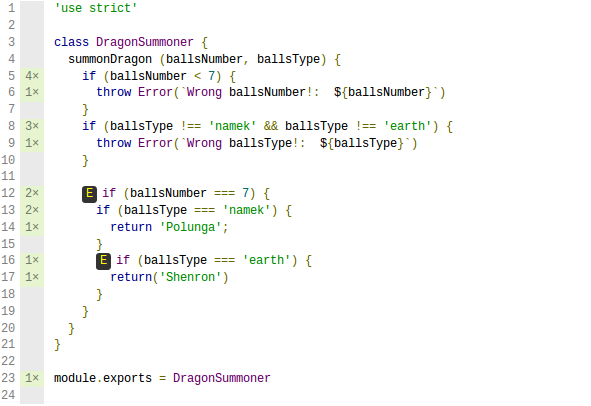 1 'use strict'
2
3 class DragonSummoner {
4 summonDragon (ballsNumber, ballsType) {
5 4× if (ballsNumber < 7) {
6 1× throw Error(`Wrong ballsNumber!:  ${ballsNumber}`)
7 }
8 3× if (ballsType !== 'namek' && ballsType !== 'earth') {
9 1× throw Error(`Wrong ballsType!:  ${ballsType}`)
10 }
11
12 2× E if (ballsNumber === 7) {
13 2× if (ballsType === 'namek') {
14 1× return 'Polunga';
15 }
16 1× E if (ballsType === 'earth') {
17 1× return('Shenron')
18 }
19 }
20 }
21 }
22
23 1× module.exports = DragonSummoner
24